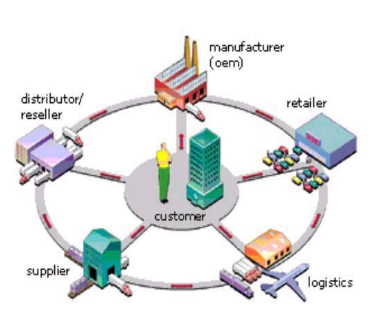 manufacturer
(oem)
distributor/
reseller
retailer
customer
supplier
logistics